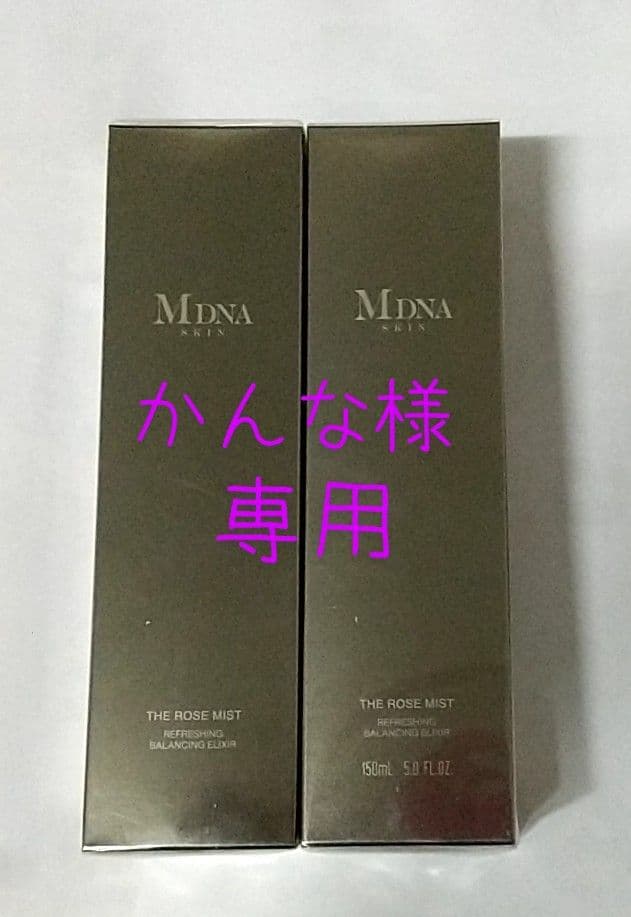 MDNA
SKIN
MDNA
SKIN
かんな様
専用
THE ROSE MIST
REFRESHING
BALANCING ELIXIR
THE ROSE MIST
REFRESHING
BALANCING ELIXIR
150mL 5.0 FL.OZ.